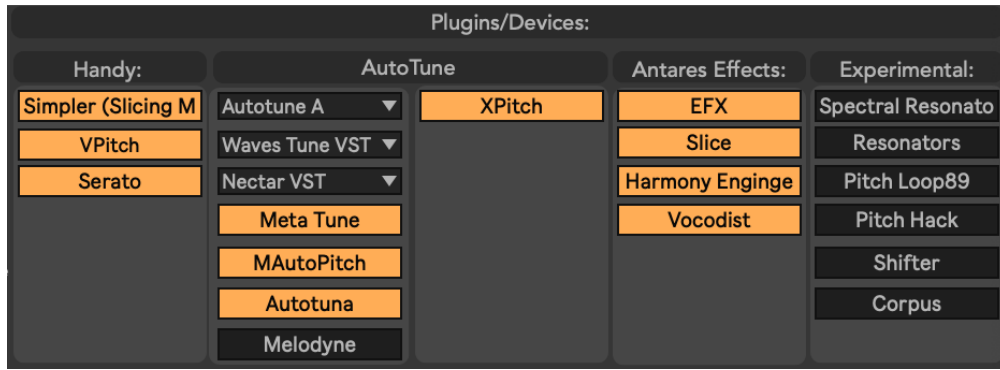 Plugins/Devices:
Handy:
Simpler (Slicing M
VPitch
Serato
AutoTune
Autotune A
Waves Tune VST
Nectar VST
Meta Tune
MAutoPitch
Autotuna
Melodyne
XPitch
Antares Effects:
EFX
Slice
Harmony Enginge
Vocodist
Experimental:
Spectral Resonato
Resonators
Pitch Loop89
Pitch Hack
Shifter
Corpus